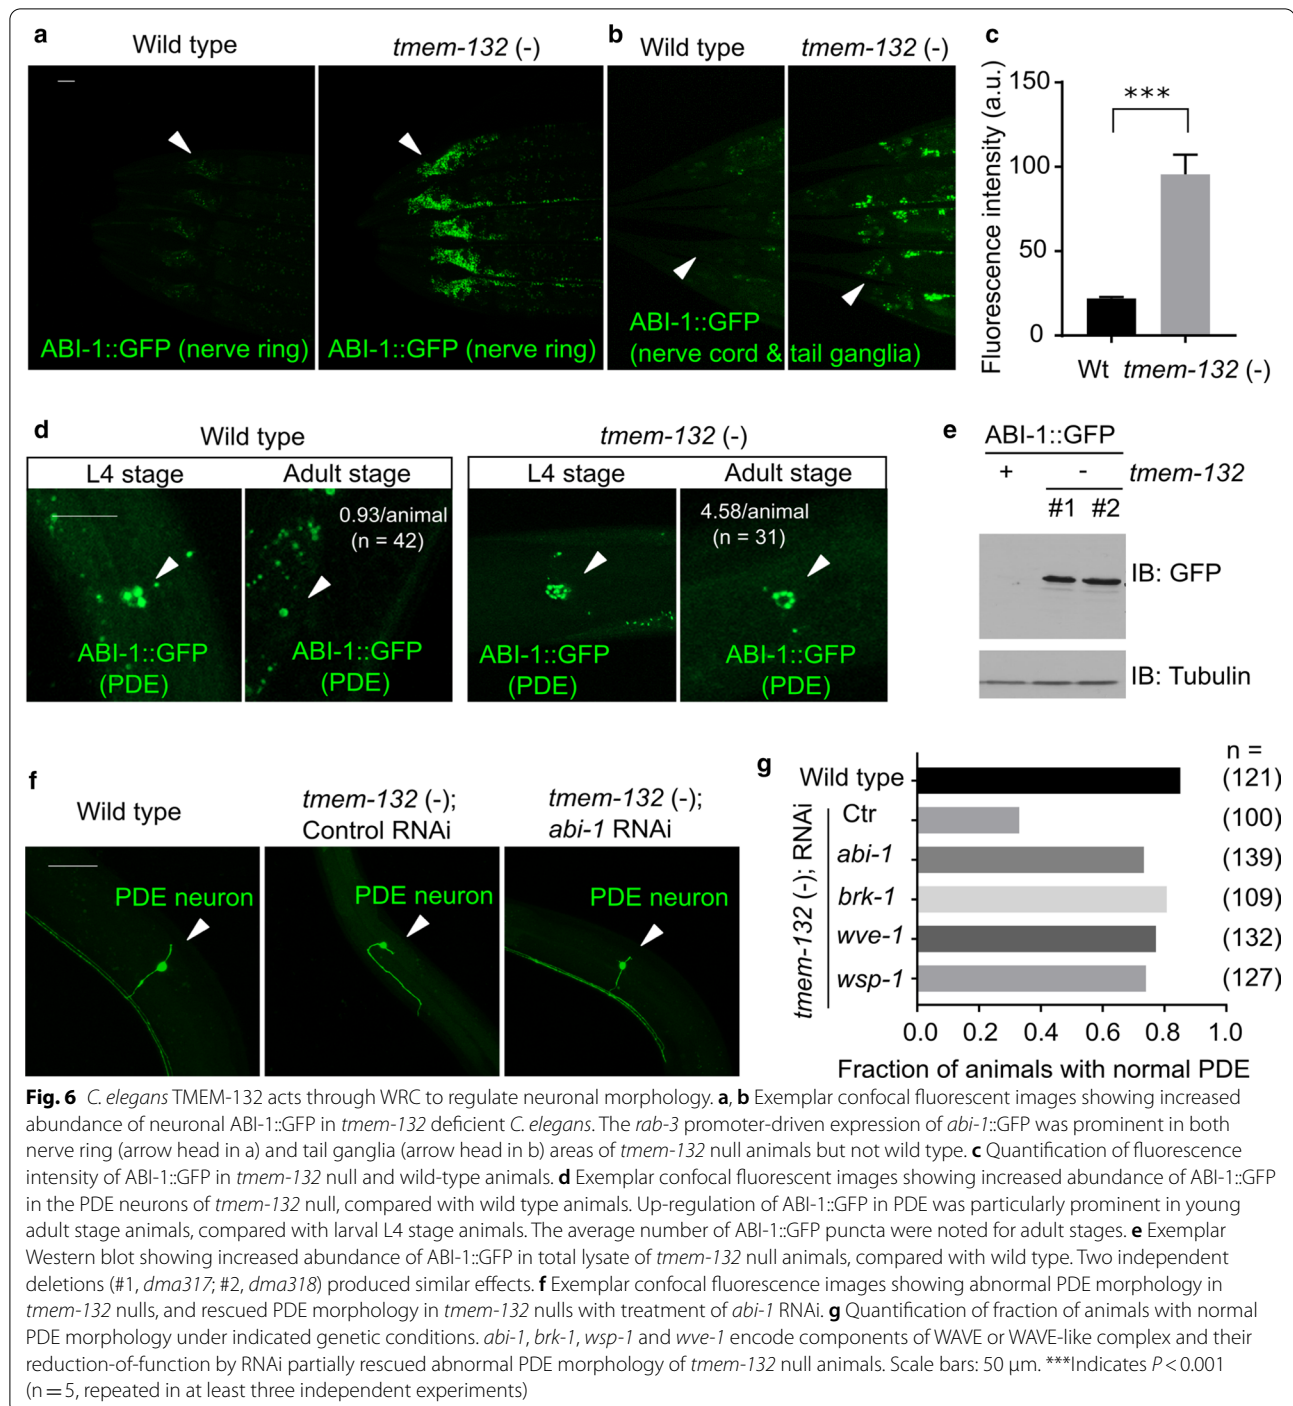 a
Wild type
tmem-132 (-)
ABI-1::GFP (nerve ring)
ABI-1::GFP (nerve ring)
b
Wild type
tmem-132 (-)
ABI-1::GFP
(nerve cord & tail ganglia)
c
Fluorescence intensity (a.u.)
150
100
50
0
***
Wt tmem-132 (-)
d
Wild type
tmem-132 (-)
L4 stage
Adult stage
L4 stage
Adult stage
0.93/animal
(n = 42)
4.58/animal
(n = 31)
ABI-1::GFP
(PDE)
ABI-1::GFP
(PDE)
ABI-1::GFP
(PDE)
ABI-1::GFP
(PDE)
e
ABI-1::GFP
+ - tmem-132
#1 #2
IB: GFP
IB: Tubulin
f
Wild type
tmem-132 (-);
Control RNAi
tmem-132 (-);
abi-1 RNAi
PDE neuron
PDE neuron
PDE neuron
g
n =
Wild type (121)
tmem-132 (-); RNAi
Ctr (100)
abi-1 (139)
brk-1 (109)
wve-1 (132)
wsp-1 (127)
0.0 0.2 0.4 0.6 0.8 1.0
Fraction of animals with normal PDE
Fig. 6 C. elegans TMEM-132 acts through WRC to regulate neuronal morphology. a, b Exemplar confocal fluorescent images showing increased
abundance of neuronal ABI-1::GFP in tmem-132 deficient C. elegans. The rab-3 promoter-driven expression of abi-1::GFP was prominent in both
nerve ring (arrow head in a) and tail ganglia (arrow head in b) areas of tmem-132 null animals but not wild type. c Quantification of fluorescence
intensity of ABI-1::GFP in tmem-132 null and wild-type animals. d Exemplar confocal fluorescent images showing increased abundance of ABI-1::GFP
in the PDE neurons of tmem-132 null, compared with wild type animals. Up-regulation of ABI-1::GFP in PDE was particularly prominent in young
adult stage animals, compared with larval L4 stage animals. The average number of ABI-1::GFP puncta were noted for adult stages. e Exemplar
Western blot showing increased abundance of ABI-1::GFP in total lysate of tmem-132 null animals, compared with wild type. Two independent
deletions (#1, dma317; #2, dma318) produced similar effects. f Exemplar confocal fluorescence images showing abnormal PDE morphology in
tmem-132 nulls, and rescued PDE morphology in tmem-132 nulls with treatment of abi-1 RNAi. g Quantification of fraction of animals with normal
PDE morphology under indicated genetic conditions. abi-1, brk-1, wsp-1 and wve-1 encode components of WAVE or WAVE-like complex and their
reduction-of-function by RNAi partially rescued abnormal PDE morphology of tmem-132 null animals. Scale bars: 50 µm. ***Indicates P < 0.001
(n = 5, repeated in at least three independent experiments)